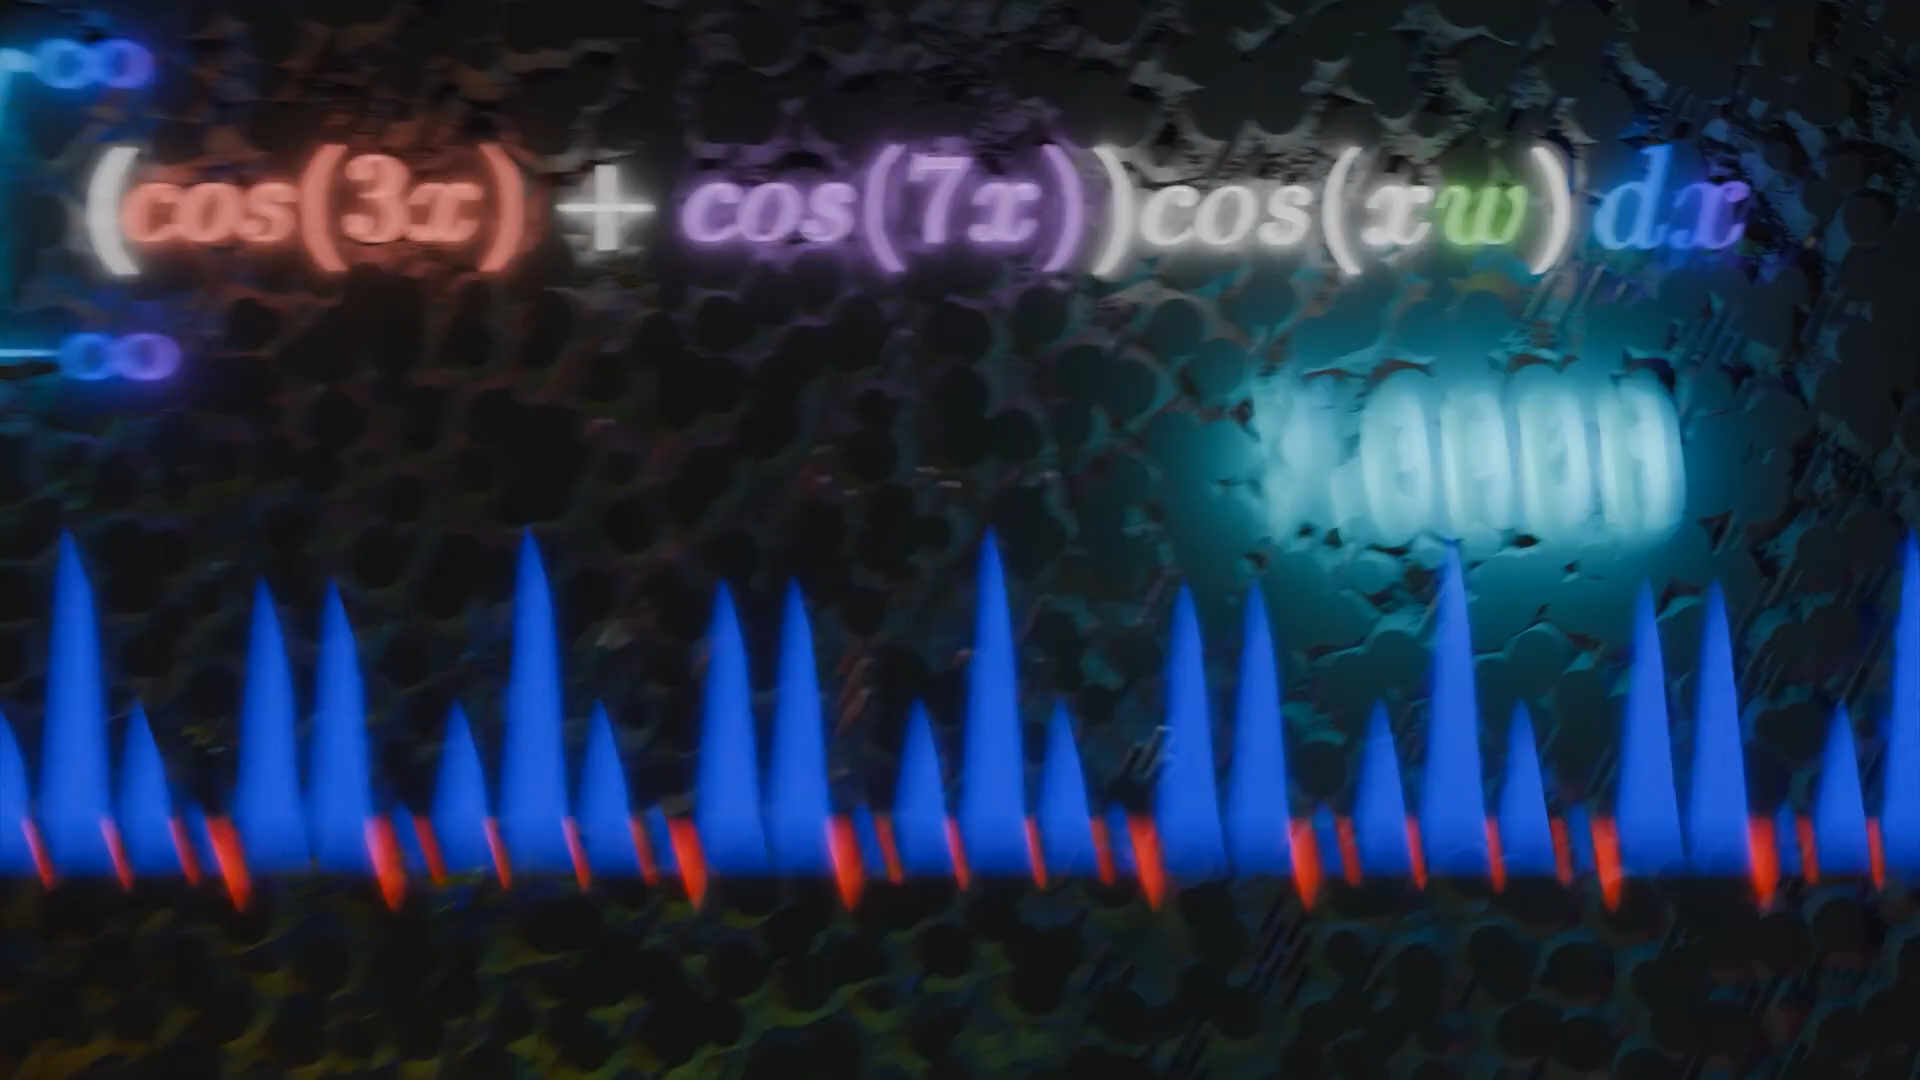 ∞
(cos(3x) + cos(7x))cos(xw) dx
-∞